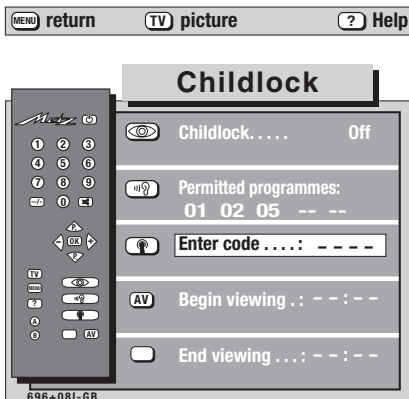 MENU return TV picture ? Help
Childlock
Metz
1 2 3
4 5 6
7 8 9
-/-- 0
P
- OK +
P
TV
MENU
?
A
B AV
Childlock..... Off
Permitted programmes:
01 02 05 -- --
Enter code ....: – – – –
AV Begin viewing .: – – : – –
End viewing ...: – – : – –
696+08I-GB